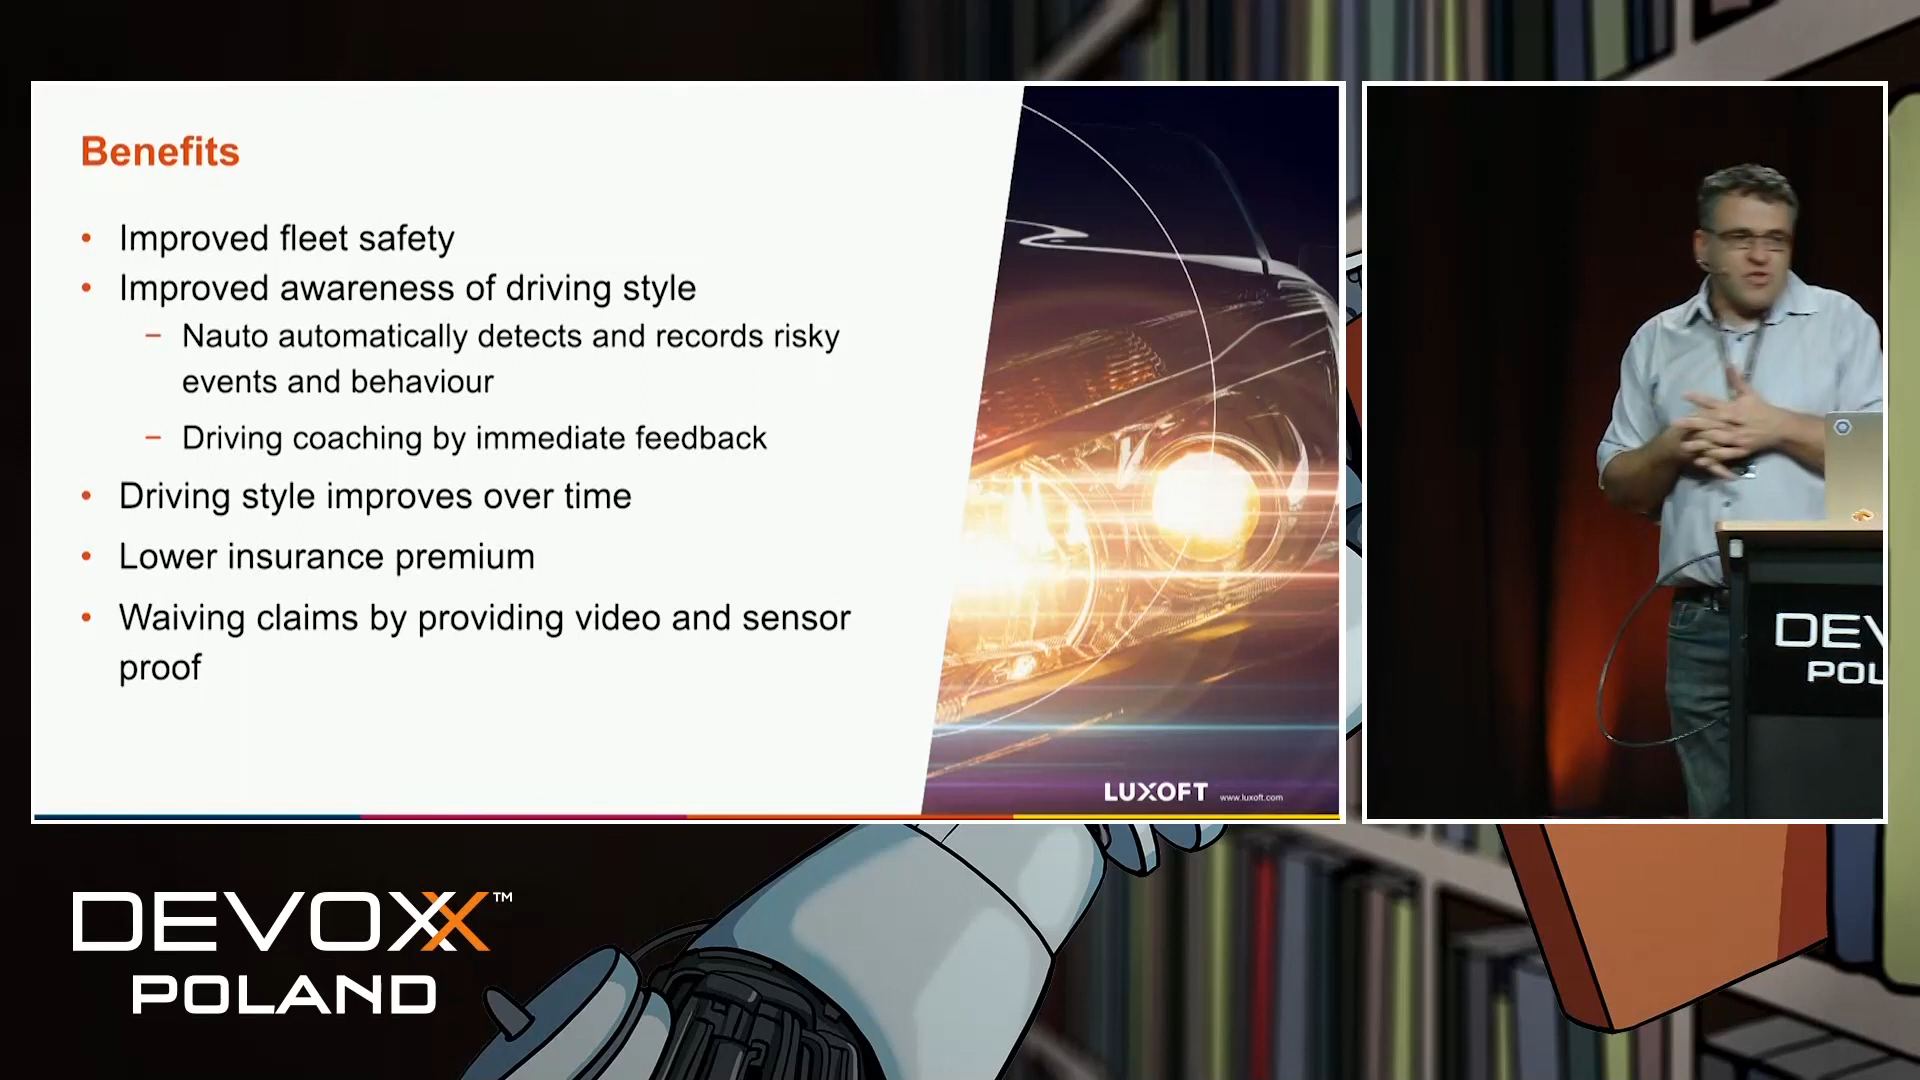 Benefits
• Improved fleet safety
• Improved awareness of driving style
– Nauto automatically detects and records risky
events and behaviour
– Driving coaching by immediate feedback
• Driving style improves over time
• Lower insurance premium
• Waiving claims by providing video and sensor
proof
LUXOFT www.luxoft.com
DEV
POL
DEVOXX™
POLAND